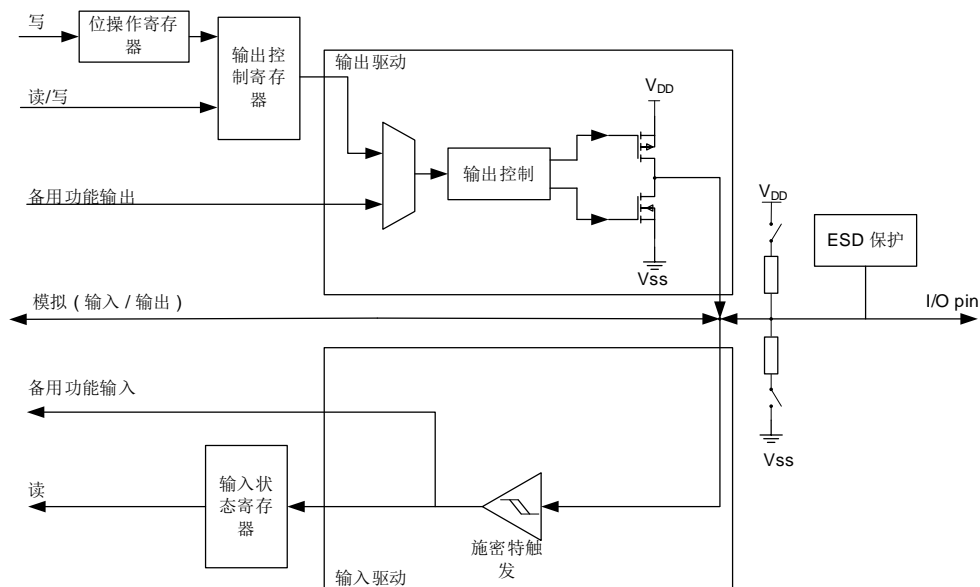 写
位操作寄存
器
输出控
制寄存
器
读/写
备用功能输出
输出驱动
VDD
输出控制
Vss
VDD
ESD 保护
模拟 ( 输入 / 输出 )
I/O pin
备用功能输入
Vss
读
输入状
态寄存
器
施密特触
发
输入驱动